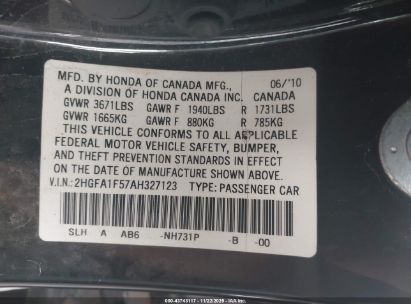 MFD. BY HONDA OF CANADA MFG., 06/'10
A DIVISION OF HONDA CANADA INC. CANADA
GVWR 3671LBS GAWR F 1940LBS R 1731LBS
GVWR 1665KG GAWR F 880KG R 785KG
THIS VEHICLE CONFORMS TO ALL APPLICABLE
FEDERAL MOTOR VEHICLE SAFETY, BUMPER,
AND THEFT PREVENTION STANDARDS IN EFFECT
ON THE DATE OF MANUFACTURE SHOWN ABOVE.
V.I.N.: 2HGFA1F57AH327123 TYPE: PASSENGER CAR
SLH A AB6 -NH731P -B -00